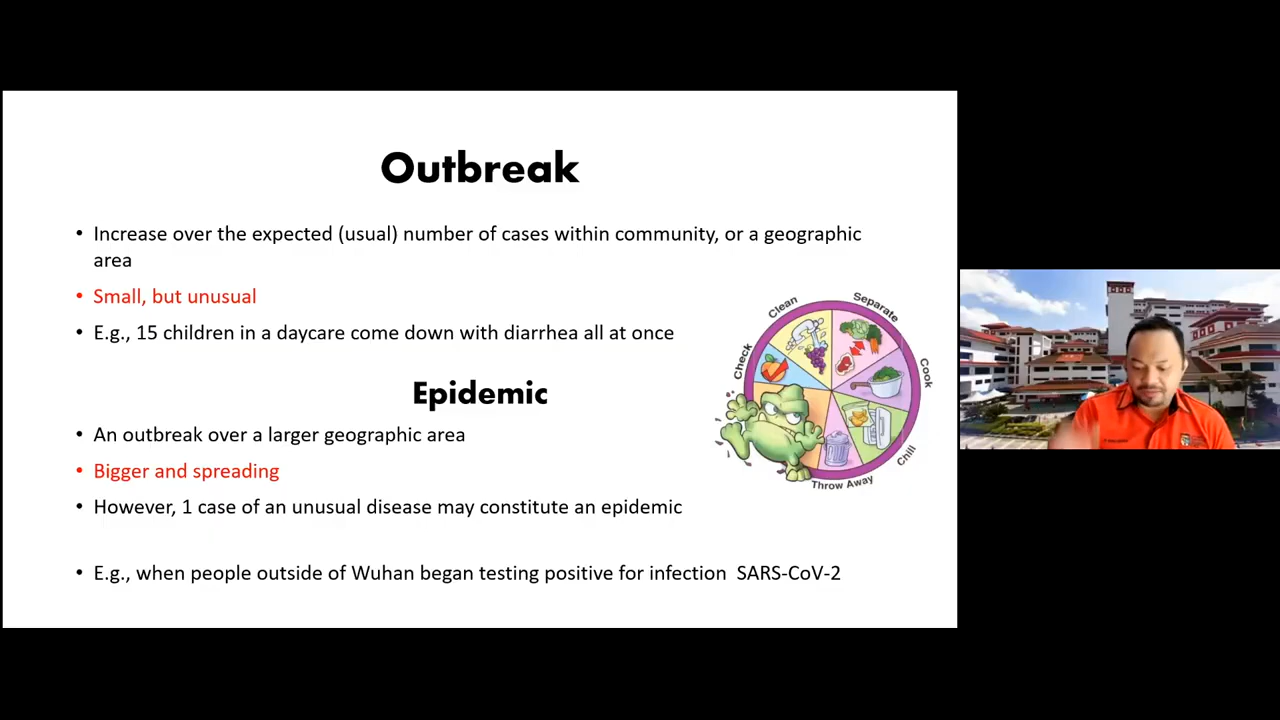 Outbreak
• Increase over the expected (usual) number of cases within community, or a geographic
area
• Small, but unusual
• E.g., 15 children in a daycare come down with diarrhea all at once
Clean
Separate
Check
Cook
Chill
Throw Away
Epidemic
• An outbreak over a larger geographic area
• Bigger and spreading
• However, 1 case of an unusual disease may constitute an epidemic
• E.g., when people outside of Wuhan began testing positive for infection SARS-CoV-2